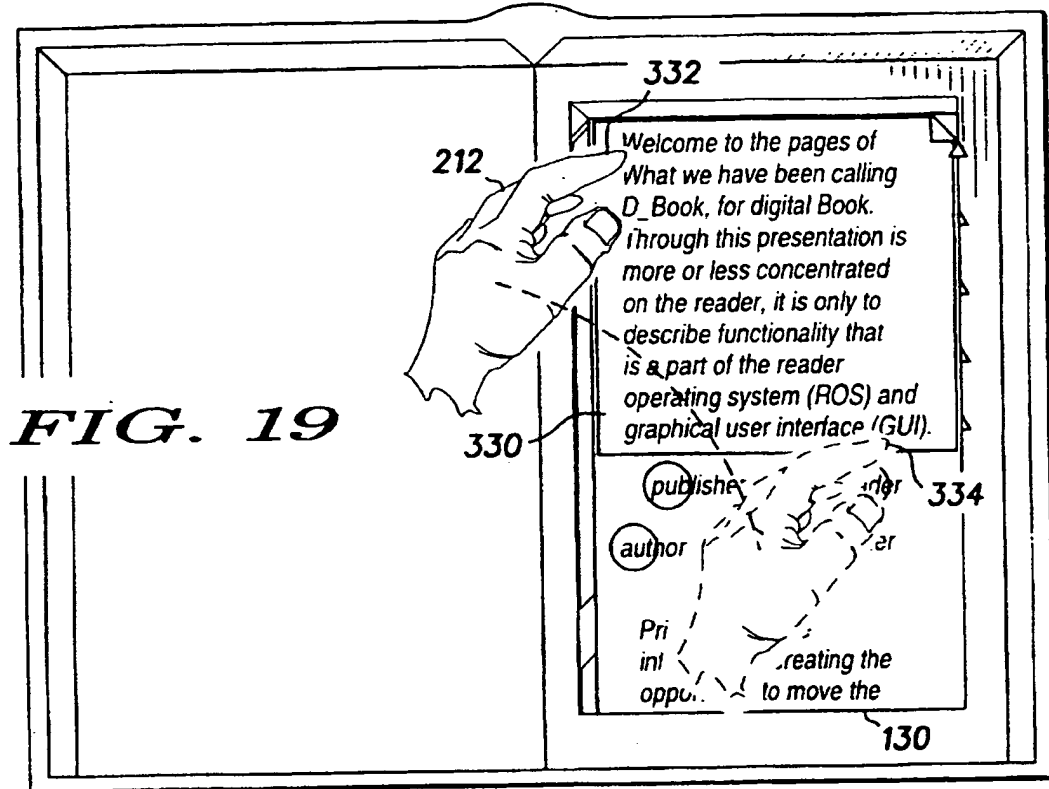 332
212
Welcome to the pages of
What we have been calling
D_Book, for digital Book.
Through this presentation is
more or less concentrated
on the reader, it is only to
describe functionality that
is a part of the reader
operating system (ROS) and
graphical user interface (GUI).
FIG. 19
330
334
author
to move the
reating the
130